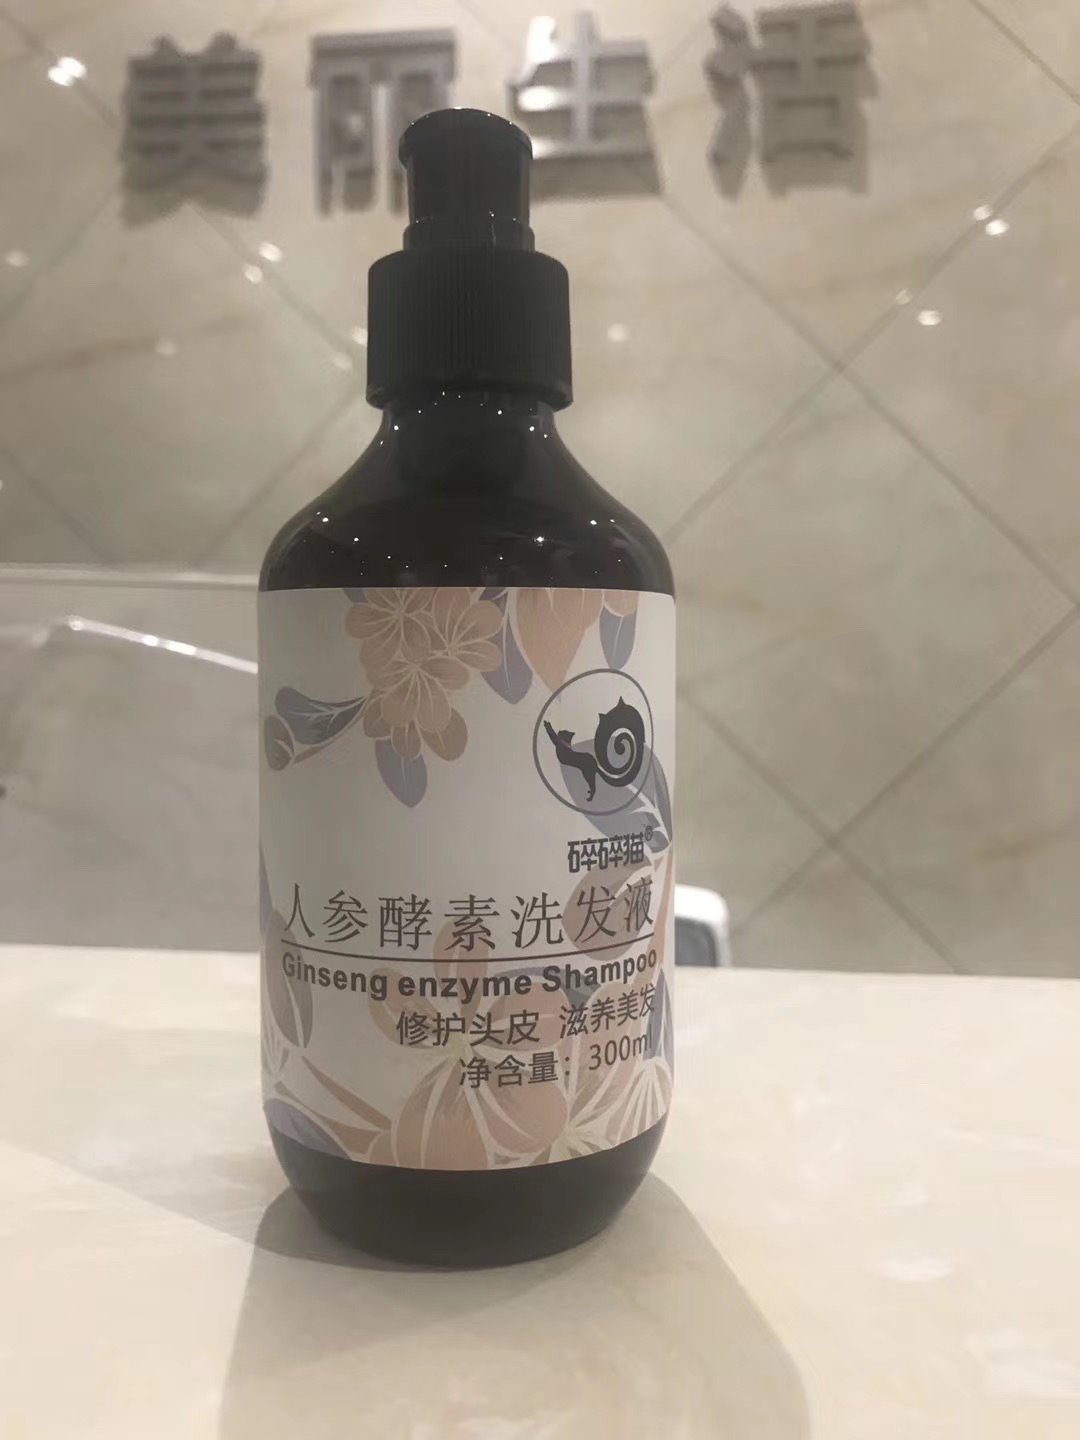 美丽生活
碎碎猫®
人参酵素洗发液
Ginseng enzyme Shampoo
修护头皮 滋养美发
净含量：300ml